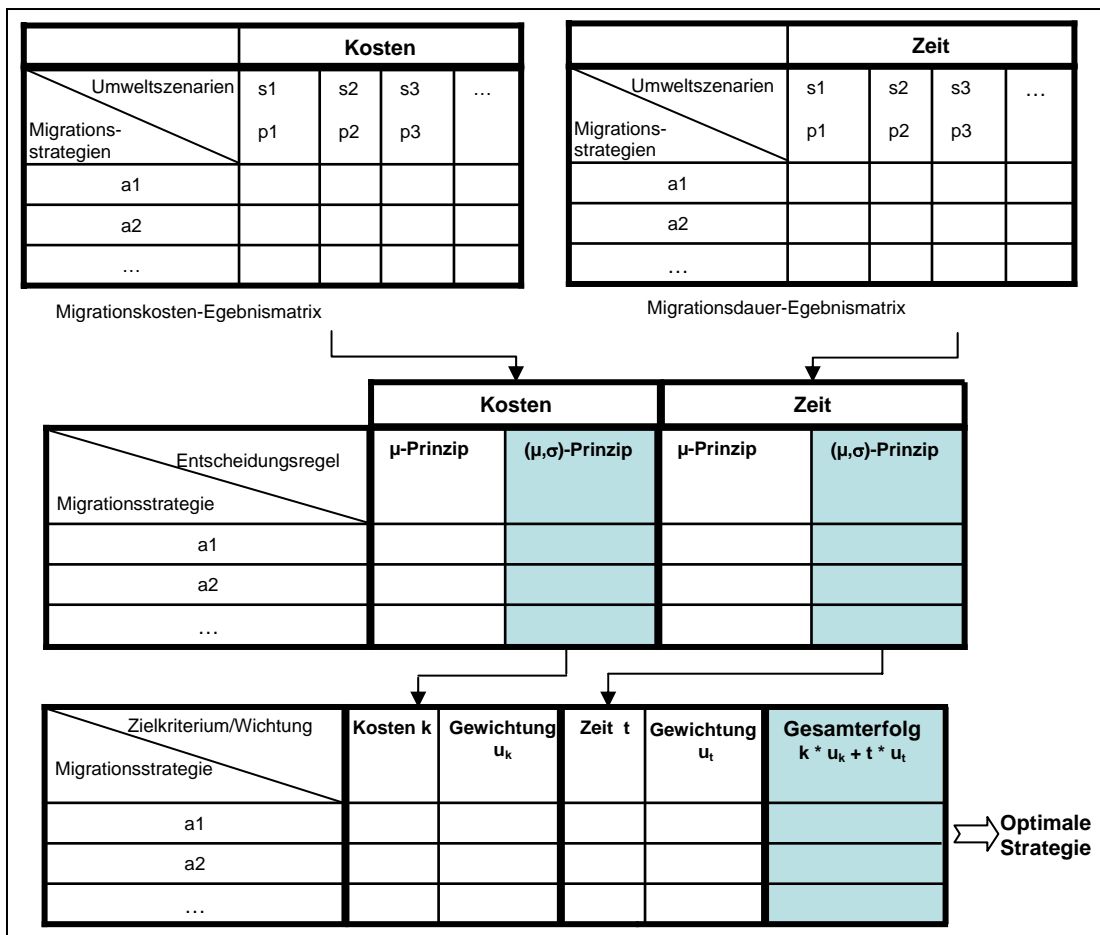 Kosten
Umweltszenarien s1 s2 s3 …
Migrations-
strategien
p1 p2 p3
a1
a2
…
Migrationskosten-Egebnismatrix
Zeit
Umweltszenarien s1 s2 s3 …
Migrations-
strategien
p1 p2 p3
a1
a2
…
Migrationsdauer-Egebnismatrix
Kosten Zeit
Entscheidungsregel
Migrationsstrategie
µ-Prinzip (µ,σ)-Prinzip µ-Prinzip (µ,σ)-Prinzip
a1
a2
…
Zielkriterium/Wichtung
Migrationsstrategie
Kosten k
Gewichtung
uk
Zeit t
Gewichtung
ut
Gesamterfolg
k * uk + t * ut
a1
a2
…
Optimale
Strategie